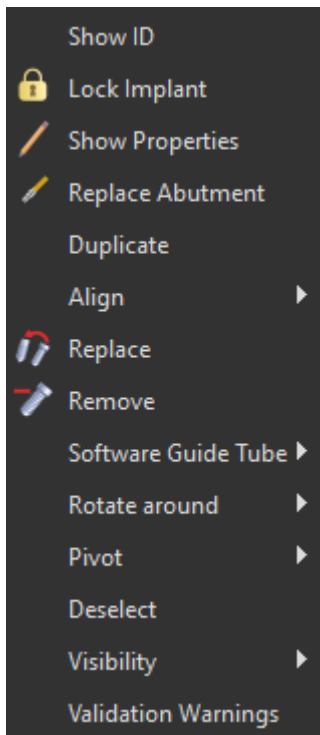 Show ID
Lock Implant
Show Properties
Replace Abutment
Duplicate
Align
Replace
Remove
Software Guide Tube
Rotate around
Pivot
Deselect
Visibility
Validation Warnings